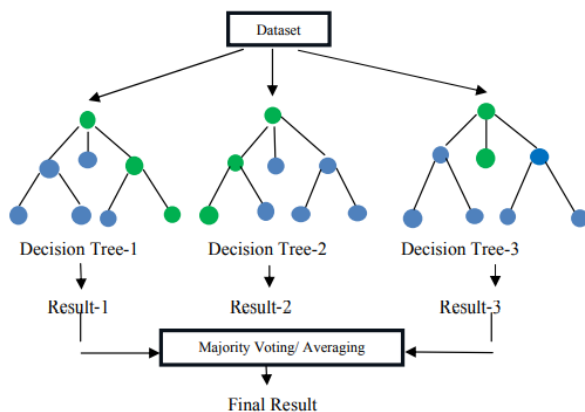 Dataset
Decision Tree-1 Decision Tree-2 Decision Tree-3
Result-1 Result-2 Result-3
Majority Voting/ Averaging
Final Result